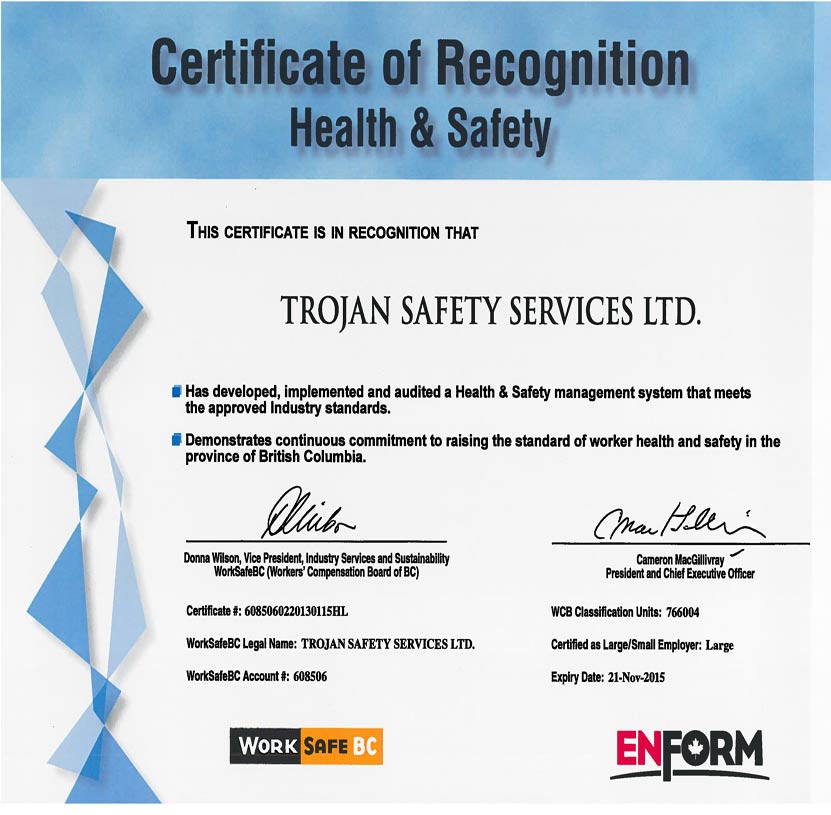 Certificate of Recognition
Health & Safety
THIS CERTIFICATE IS IN RECOGNITION THAT
TROJAN SAFETY SERVICES LTD.
Has developed, implemented and audited a Health & Safety management system that meets
the approved Industry standards.
Demonstrates continuous commitment to raising the standard of worker health and safety in the
province of British Columbia.
Donna Wilson, Vice President, Industry Services and Sustainability
WorkSafeBC (Workers' Compensation Board of BC)
Cameron MacGillivray
President and Chief Executive Officer
Certificate #: 6085060220130115HL
WCB Classification Units: 766004
WorkSafeBC Legal Name: TROJAN SAFETY SERVICES LTD.
Certified as Large/Small Employer: Large
WorkSafeBC Account #: 608506
Expiry Date: 21-Nov-2015
WORK SAFE BC
ENFORM